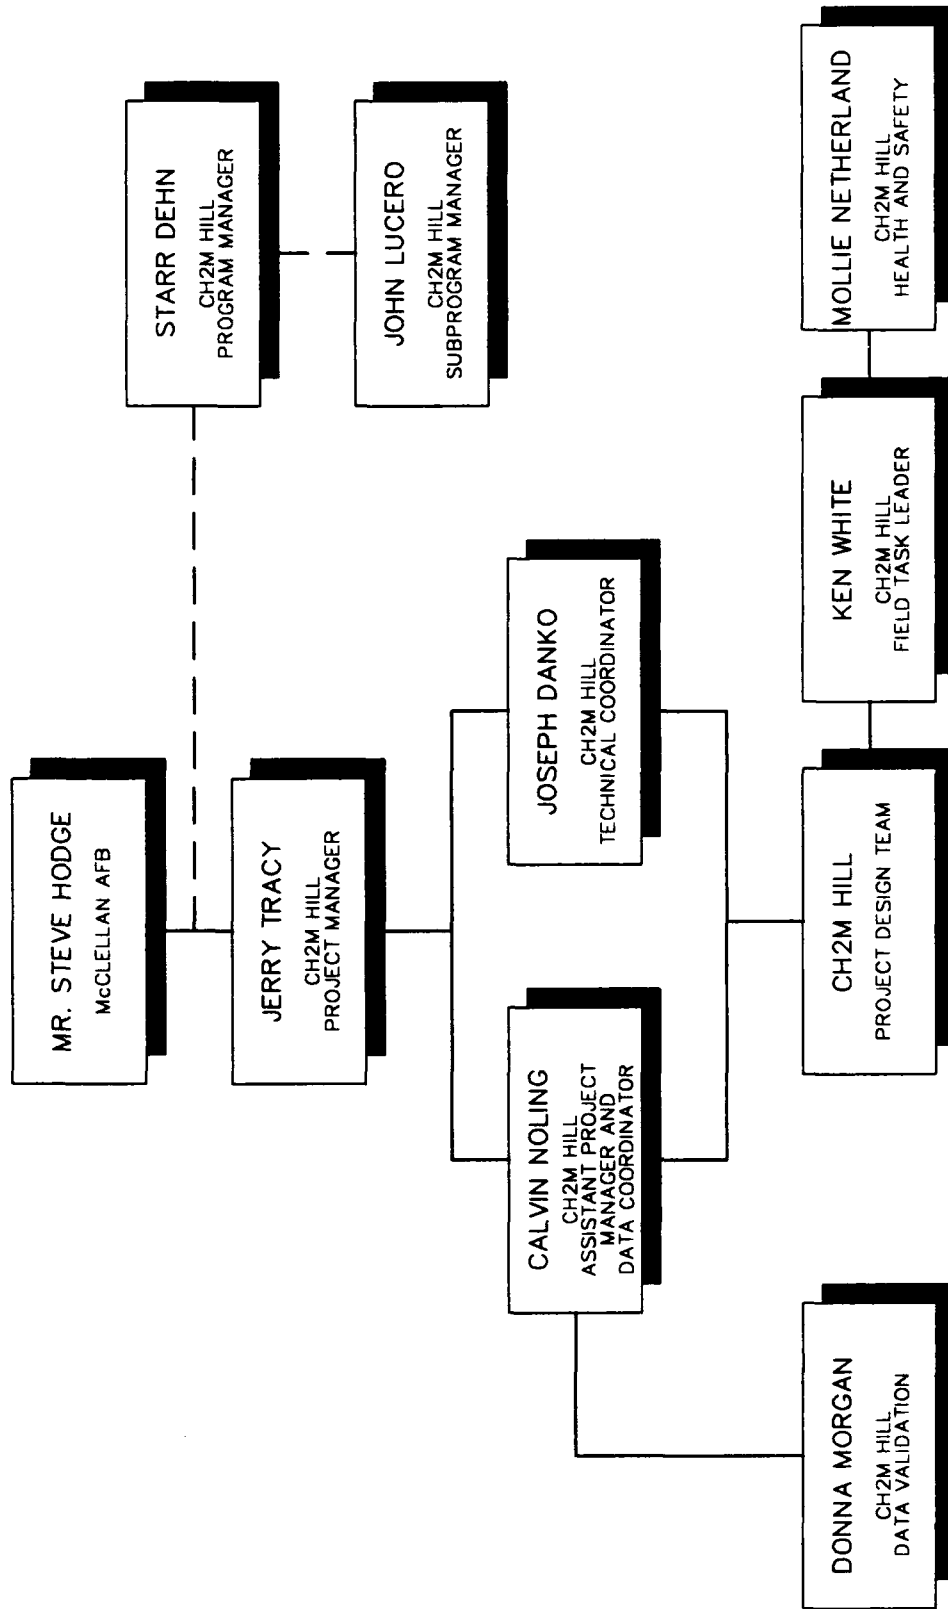 MR. STEVE HODGE
McCLELLAN AFB
STARR DEHN
CH2M HILL
PROGRAM MANAGER
JERRY TRACY
CH2M HILL
PROJECT MANAGER
JOHN LUCERO
CH2M HILL
SUBPROGRAM MANAGER
CALVIN NOLING
CH2M HILL
ASSISTANT PROJECT
MANAGER AND
DATA COORDINATOR
JOSEPH DANKO
CH2M HILL
TECHNICAL COORDINATOR
DONNA MORGAN
CH2M HILL
DATA VALIDATION
CH2M HILL
PROJECT DESIGN TEAM
KEN WHITE
CH2M HILL
FIELD TASK LEADER
MOLLIE NETHERLAND
CH2M HILL
HEALTH AND SAFETY